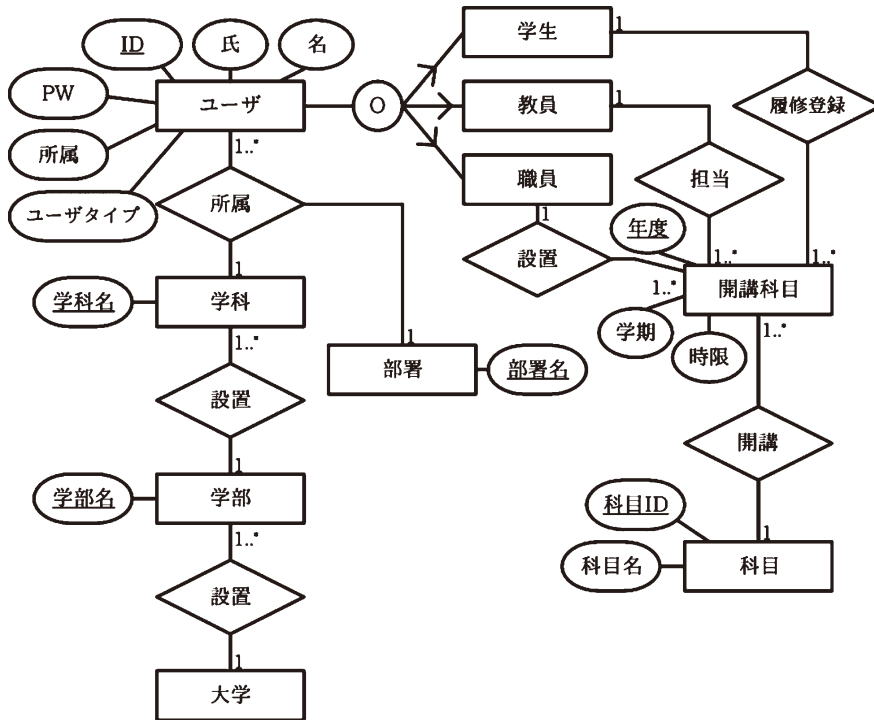 ID
氏
名
学生
1
PW
ユーザ
O
教員
1
履修登録
所属
1..*
職員
担当
ユーザタイプ
所属
1
年度
設置
1..*
1..*
1
学科名
学科
1..*
開講科目
1..*
学期
1..*
時限
1
部署
部署名
設置
開講
1
学部名
学部
科目ID
1..*
1
科目名
科目
設置
1
大学